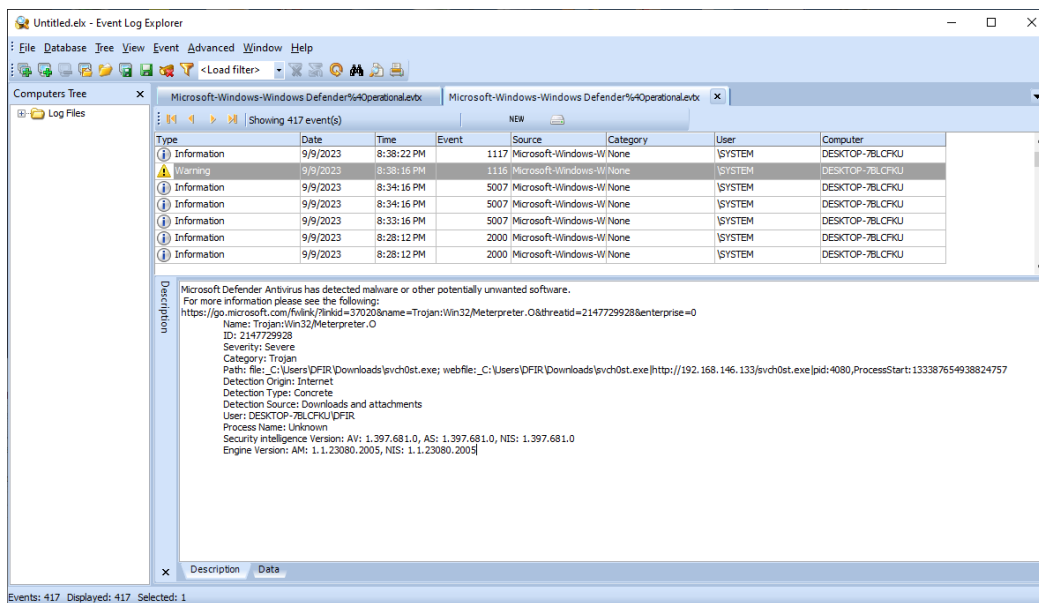 Untitled.elx - Event Log Explorer
File Database Tree View Event Advanced Window Help
<Load filter>
Computers Tree
Log Files
Microsoft-Windows-Windows Defender%4Operational.evtx
Microsoft-Windows-Windows Defender%4Operational.evtx
Showing 417 event(s) NEW
Type Date Time Event Source Category User Computer
Information 9/9/2023 8:38:22 PM 1117 Microsoft-Windows-W None \SYSTEM DESKTOP-7BLCFKU
Warning 9/9/2023 8:38:16 PM 1116 Microsoft-Windows-W None \SYSTEM DESKTOP-7BLCFKU
Information 9/9/2023 8:34:16 PM 5007 Microsoft-Windows-W None \SYSTEM DESKTOP-7BLCFKU
Information 9/9/2023 8:34:16 PM 5007 Microsoft-Windows-W None \SYSTEM DESKTOP-7BLCFKU
Information 9/9/2023 8:33:16 PM 5007 Microsoft-Windows-W None \SYSTEM DESKTOP-7BLCFKU
Information 9/9/2023 8:28:12 PM 2000 Microsoft-Windows-W None \SYSTEM DESKTOP-7BLCFKU
Information 9/9/2023 8:28:12 PM 2000 Microsoft-Windows-W None \SYSTEM DESKTOP-7BLCFKU
Description
Microsoft Defender Antivirus has detected malware or other potentially unwanted software.
For more information please see the following:
https://go.microsoft.com/fwlink/?linkid=37020&name=Trojan:Win32/Meterpreter.O&threatid=2147729928&enterprise=0
Name: Trojan:Win32/Meterpreter.O
ID: 2147729928
Severity: Severe
Category: Trojan
Path: file:_C:\Users\DFIR\Downloads\svch0st.exe; webfile:_C:\Users\DFIR\Downloads\svch0st.exe|http://192.168.146.133/svch0st.exe|pid:4080,ProcessStart:133387654938824757
Detection Origin: Internet
Detection Type: Concrete
Detection Source: Downloads and attachments
User: DESKTOP-7BLCFKU\DFIR
Process Name: Unknown
Security intelligence Version: AV: 1.397.681.0, AS: 1.397.681.0, NIS: 1.397.681.0
Engine Version: AM: 1.1.23080.2005, NIS: 1.1.23080.2005
Description Data
Events: 417 Displayed: 417 Selected: 1